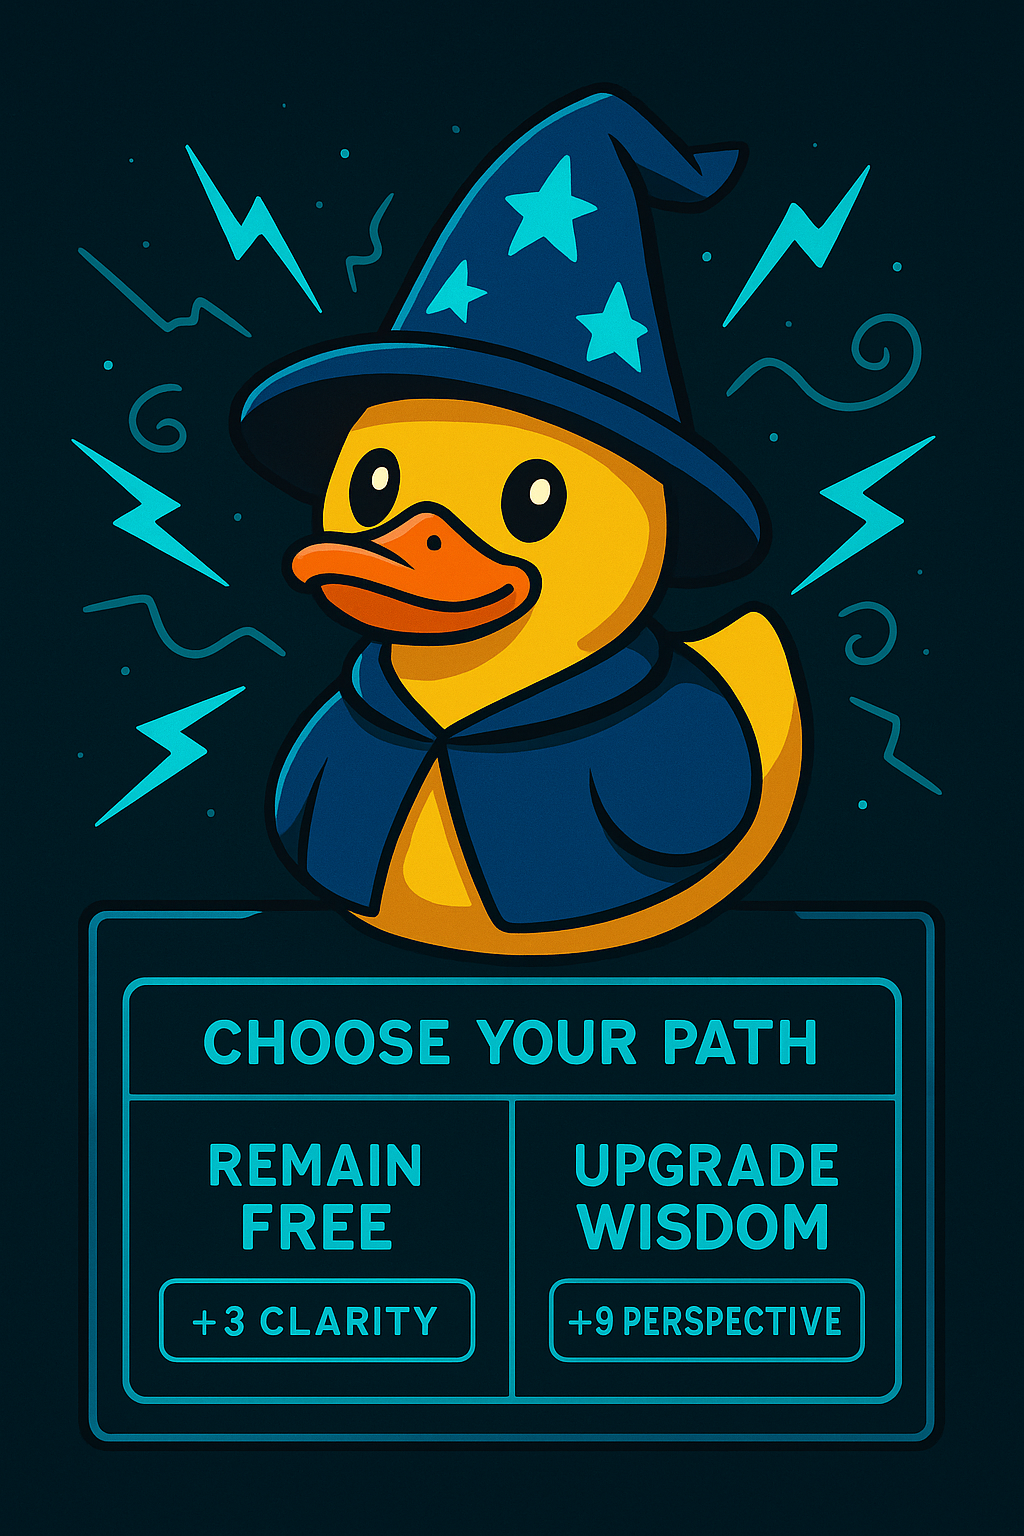 CHOOSE YOUR PATH
REMAIN
FREE
+3 CLARITY
UPGRADE
WISDOM
+9 PERSPECTIVE